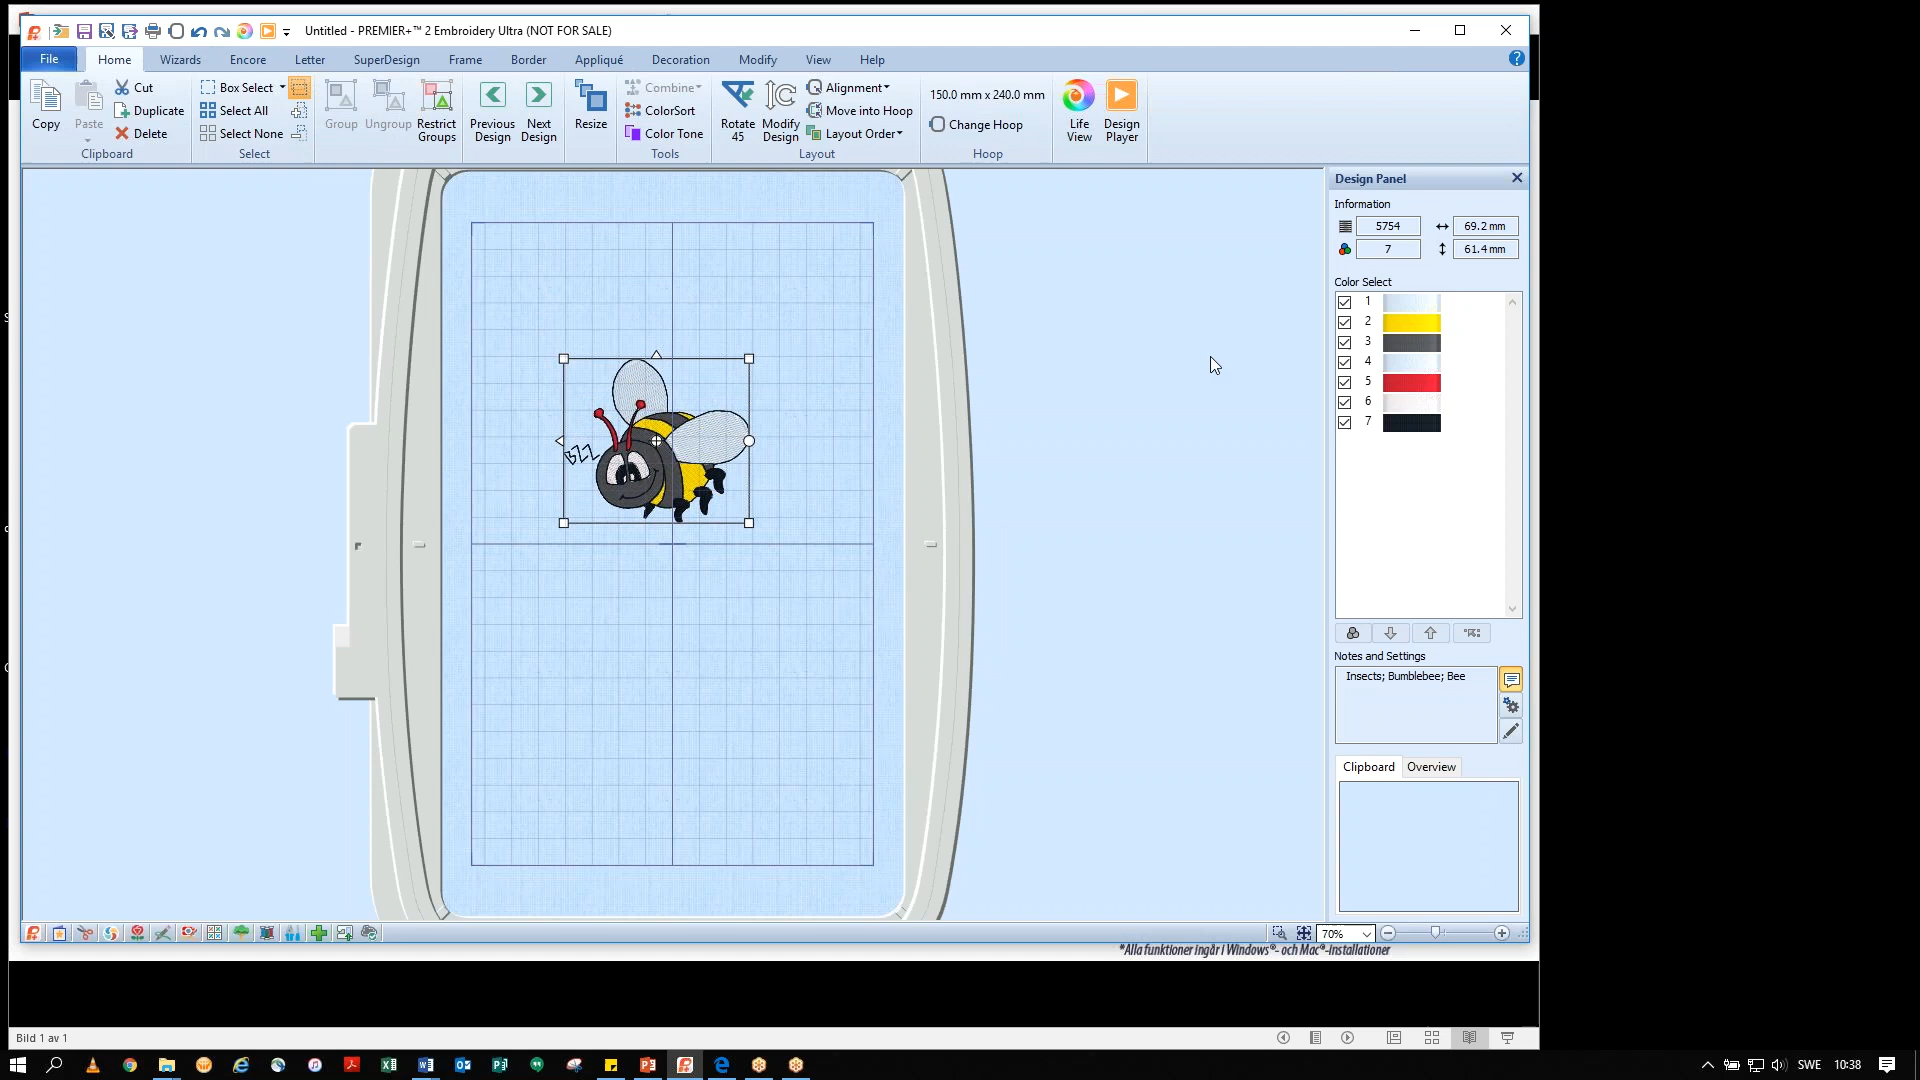 Untitled - PREMIER+™ 2 Embroidery Ultra (NOT FOR SALE)
File Home Wizards Encore Letter SuperDesign Frame Border Appliqué Decoration Modify View Help
Copy Paste Cut Duplicate Delete
Clipboard
Box Select Select All Select None
Select
Group Ungroup Restrict Groups
Previous Design Next Design
Resize
Combine ColorSort Color Tone
Tools
Rotate 45 Modify Design Alignment Move into Hoop Layout Order
Layout
150.0 mm x 240.0 mm
Change Hoop
Hoop
Life View Design Player
BZZ
Design Panel
Information
5754 69.2 mm
7 61.4 mm
Color Select
1
2
3
4
5
6
7
Notes and Settings
Insects; Bumblebee; Bee
Clipboard Overview
70%
*Alla funktioner ingår i Windows®- och Mac®-installationer
Bild 1 av 1
SWE 10:38